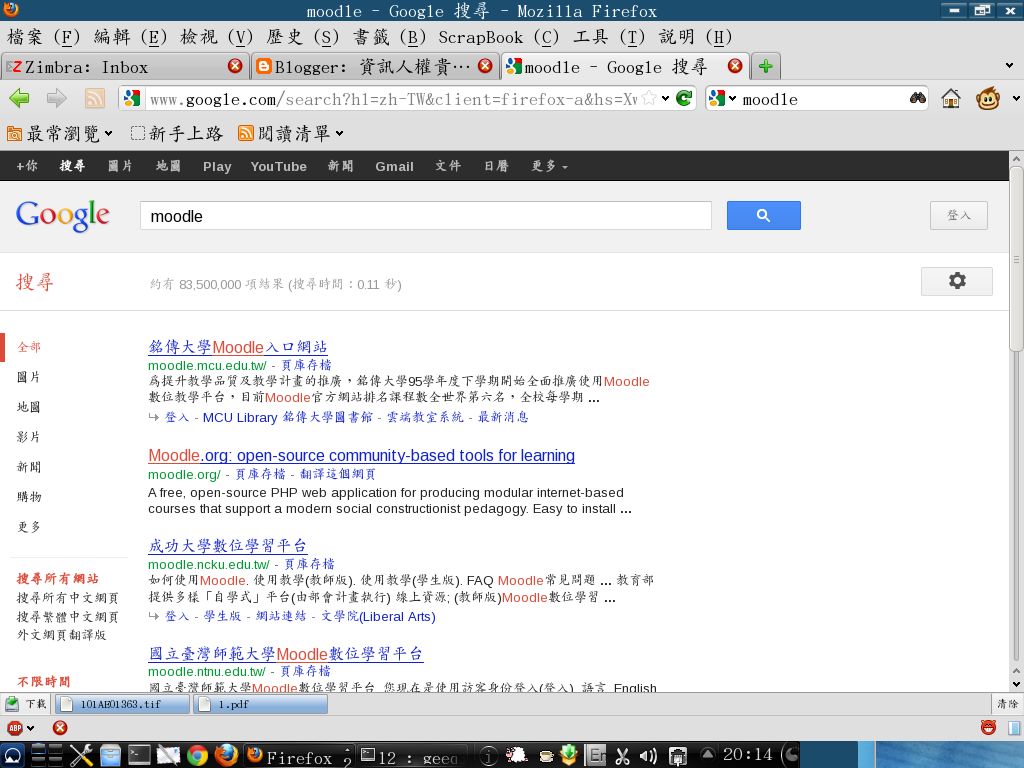 moodle - Google 搜尋 - Mozilla Firefox
檔案 (F) 編輯 (E) 檢視 (V) 歷史 (S) 書籤 (B) ScrapBook (C) 工具 (T) 說明 (H)
Zimbra: Inbox Blogger: 資訊人權貴⋯ moodle - Google 搜尋
www.google.com/search?hl=zh-TW&client=firefox-a&hs=Xw moodle
最常瀏覽 新手上路 閱讀清單
+你 搜尋 圖片 地圖 Play YouTube 新聞 Gmail 文件 日曆 更多
Google moodle 登入
搜尋 約有 83,500,000 項結果 (搜尋時間：0.11 秒)
全部
圖片
地圖
影片
新聞
購物
更多
搜尋所有網站
搜尋所有中文網頁
搜尋繁體中文網頁
外文網頁翻譯版
不限時間
銘傳大學Moodle入口網站
moodle.mcu.edu.tw/ - 頁庫存檔
為提升教學品質及教學計畫的推廣，銘傳大學95學年度下學期開始全面推廣使用Moodle
數位教學平台，目前Moodle官方網站排名課程數全世界第六名，全校每學期 ...
登入 - MCU Library 銘傳大學圖書館 - 雲端教室系統 - 最新消息
Moodle.org: open-source community-based tools for learning
moodle.org/ - 頁庫存檔 - 翻譯這個網頁
A free, open-source PHP web application for producing modular internet-based
courses that support a modern social constructionist pedagogy. Easy to install ...
成功大學數位學習平台
moodle.ncku.edu.tw/ - 頁庫存檔
如何使用Moodle. 使用教學(教師版). 使用教學(學生版). FAQ Moodle常見問題 ... 教育部
提供多樣「自學式」平台(由部會計畫執行) 線上資源; (教師版)Moodle數位學習 ...
登入 - 學生版 - 網站連結 - 文學院(Liberal Arts)
國立臺灣師範大學Moodle數位學習平台
moodle.ntnu.edu.tw/ - 頁庫存檔
國立臺灣師範大學Moodle數位學習平台. 您現在是使用訪客身份登入(登入). 語言. English
下載 101AE01363.tif 1.pdf 清除
ABP
Firefox 2 12 : geeq En 20:14